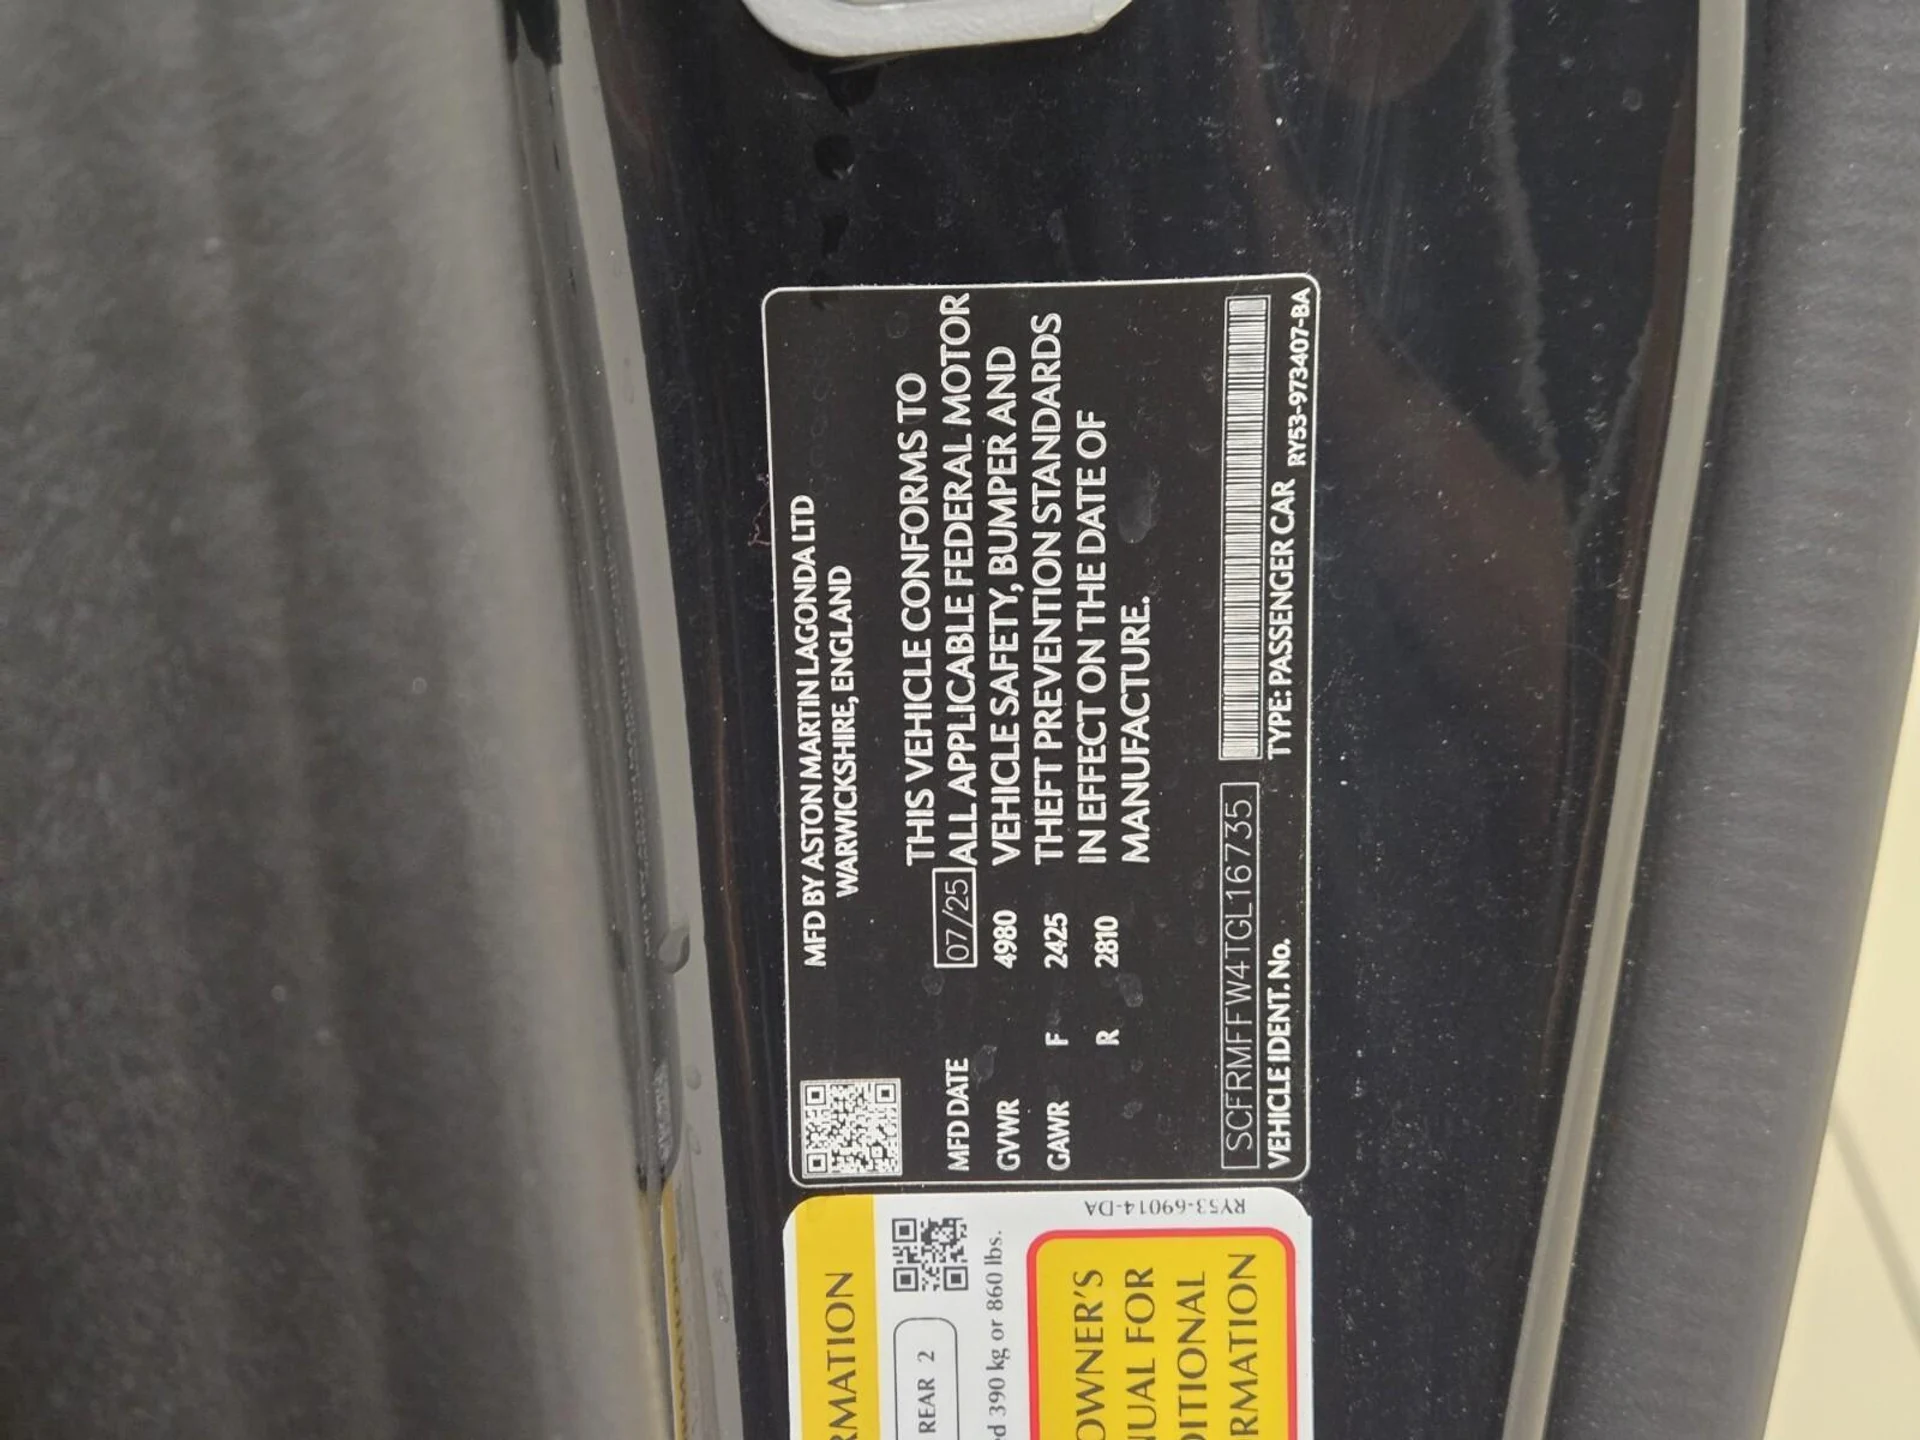 MFD BY ASTON MARTIN LAGONDA LTD
WARWICKSHIRE, ENGLAND
MFD DATE 07/25
GVWR 4980
GAWR F 2425
R 2810
THIS VEHICLE CONFORMS TO
ALL APPLICABLE FEDERAL MOTOR
VEHICLE SAFETY, BUMPER AND
THEFT PREVENTION STANDARDS
IN EFFECT ON THE DATE OF
MANUFACTURE.
SCFRMFFW4TGL16735
VEHICLE IDENT. No.
TYPE: PASSENGER CAR
RY53-973407-BA
RMATION
REAR 2
ed 390 kg or 860 lbs.
OWNER'S
NUAL FOR
DITIONAL
RMATION
RY53-69014-DA